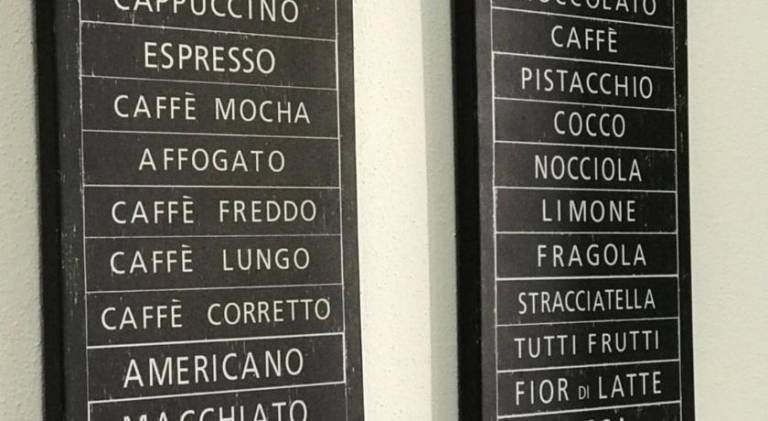 CAPPUCCINO
ESPRESSO
CAFFÈ MOCHA
AFFOGATO
CAFFÈ FREDDO
CAFFÈ LUNGO
CAFFÈ CORRETTO
AMERICANO
MACCHIATO
CIOCCOLATO
CAFFÈ
PISTACCHIO
COCCO
NOCCIOLA
LIMONE
FRAGOLA
STRACCIATELLA
TUTTI FRUTTI
FIOR DI LATTE